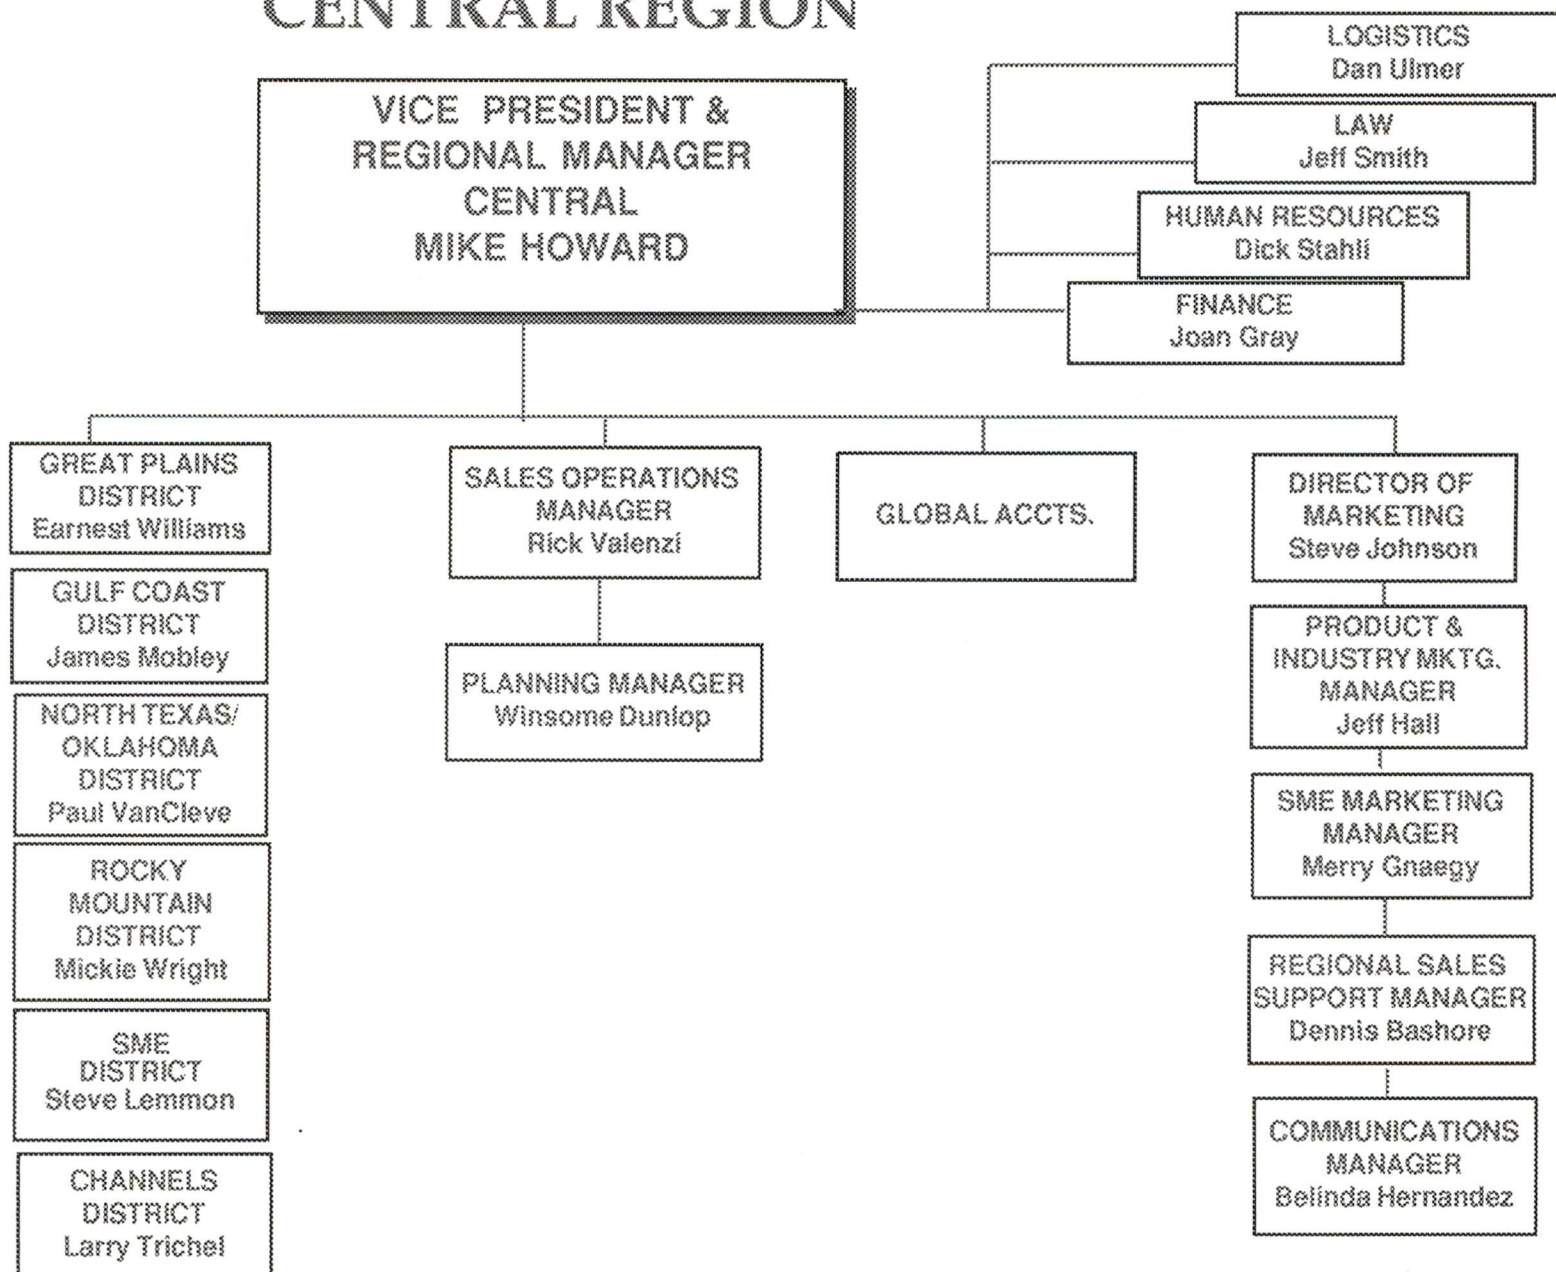 CENTRAL REGION
VICE PRESIDENT &
REGIONAL MANAGER
CENTRAL
MIKE HOWARD
LOGISTICS
Dan Ulmer
LAW
Jeff Smith
HUMAN RESOURCES
Dick Stahli
FINANCE
Joan Gray
GREAT PLAINS
DISTRICT
Earnest Williams
GULF COAST
DISTRICT
James Mobley
NORTH TEXAS/
OKLAHOMA
DISTRICT
Paul VanCleve
ROCKY
MOUNTAIN
DISTRICT
Mickie Wright
SME
DISTRICT
Steve Lemmon
CHANNELS
DISTRICT
Larry Trichel
SALES OPERATIONS
MANAGER
Rick Valenzi
PLANNING MANAGER
Winsome Dunlop
GLOBAL ACCTS.
DIRECTOR OF
MARKETING
Steve Johnson
PRODUCT &
INDUSTRY MKTG.
MANAGER
Jeff Hall
SME MARKETING
MANAGER
Merry Gnaegy
REGIONAL SALES
SUPPORT MANAGER
Dennis Bashore
COMMUNICATIONS
MANAGER
Belinda Hernandez